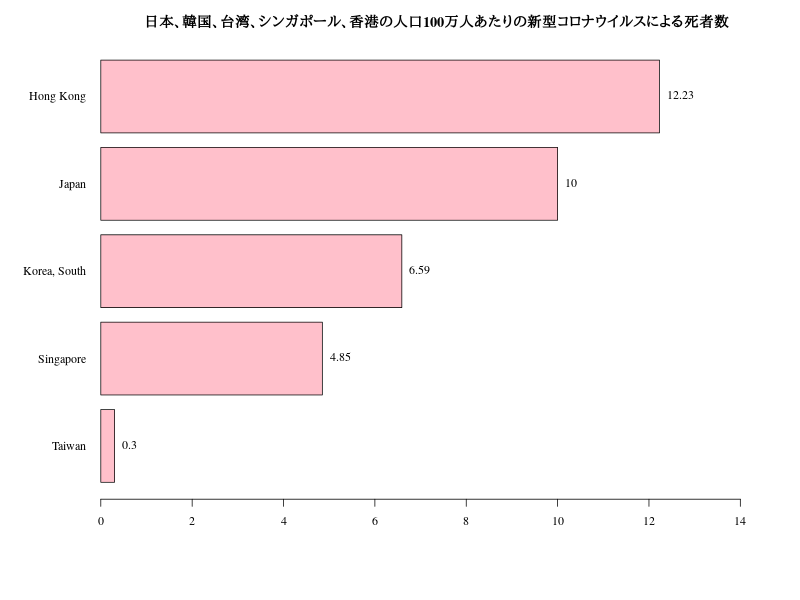 日本、韓国、台湾、シンガポール、香港の人口100万人あたりの新型コロナウイルスによる死者数
Hong Kong 12.23
Japan 10
Korea, South 6.59
Singapore 4.85
Taiwan 0.3
0 2 4 6 8 10 12 14